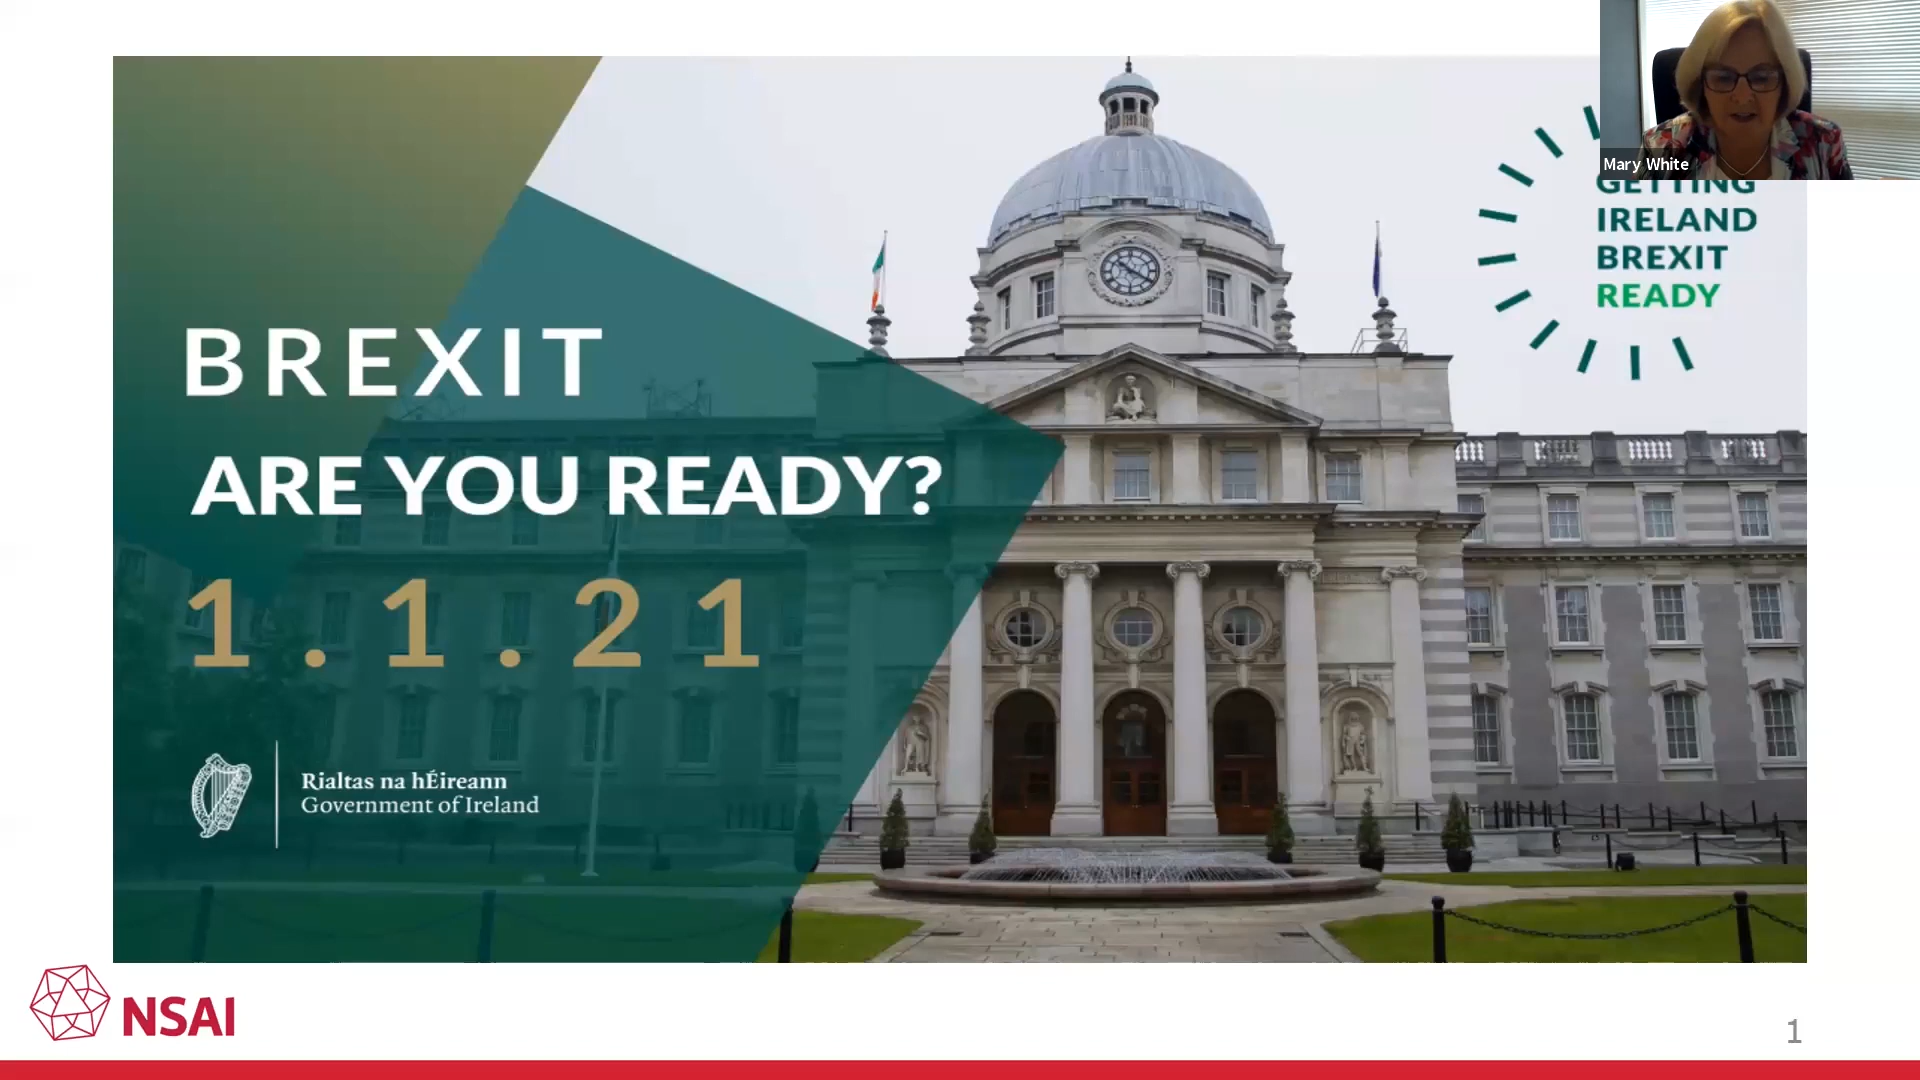 Mary White
GETTING
IRELAND
BREXIT
READY
BREXIT
ARE YOU READY?
1.1.21
Rialtas na hÉireann
Government of Ireland
NSAI
1